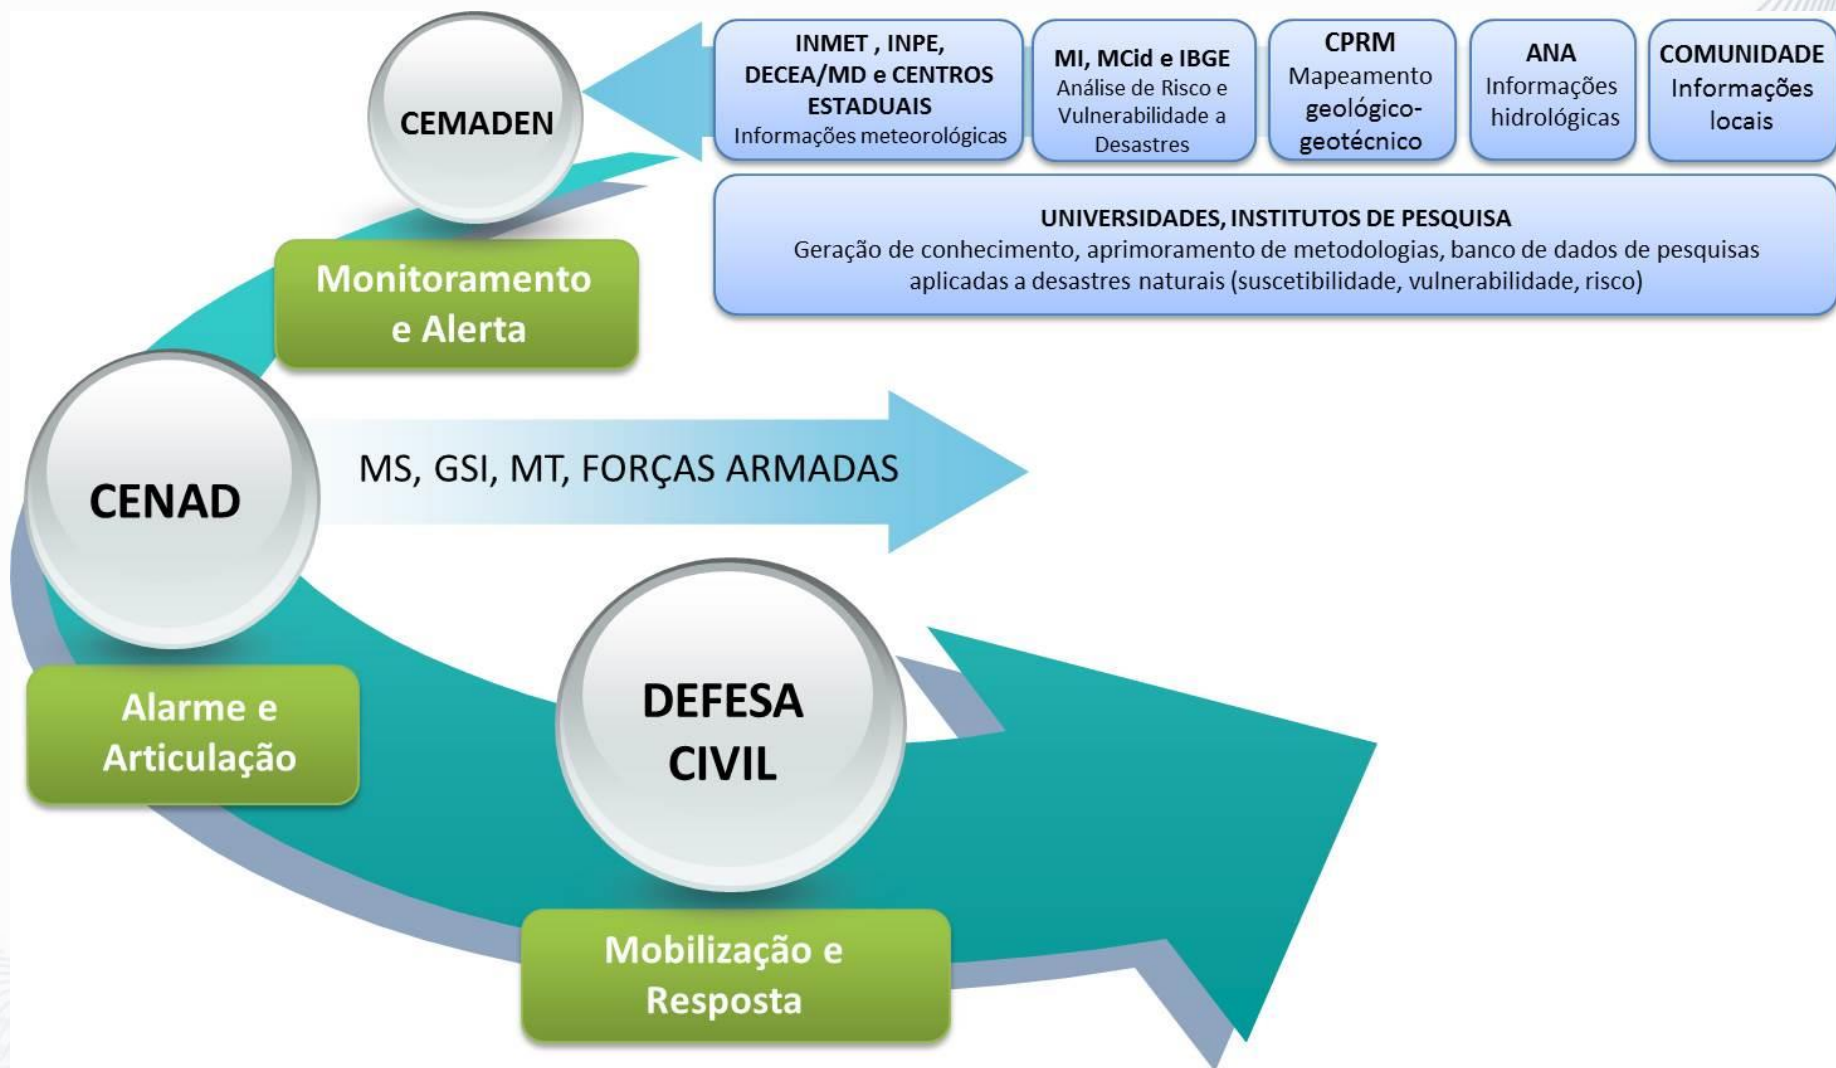 CEMADEN
INMET , INPE,
DECEA/MD e CENTROS
ESTADUAIS
Informações meteorológicas
MI, MCid e IBGE
Análise de Risco e
Vulnerabilidade a
Desastres
CPRM
Mapeamento
geológico-
geotécnico
ANA
Informações
hidrológicas
COMUNIDADE
Informações
locais
UNIVERSIDADES, INSTITUTOS DE PESQUISA
Geração de conhecimento, aprimoramento de metodologias, banco de dados de pesquisas
aplicadas a desastres naturais (suscetibilidade, vulnerabilidade, risco)
Monitoramento
e Alerta
CENAD
MS, GSI, MT, FORÇAS ARMADAS
Alarme e
Articulação
DEFESA
CIVIL
Mobilização e
Resposta